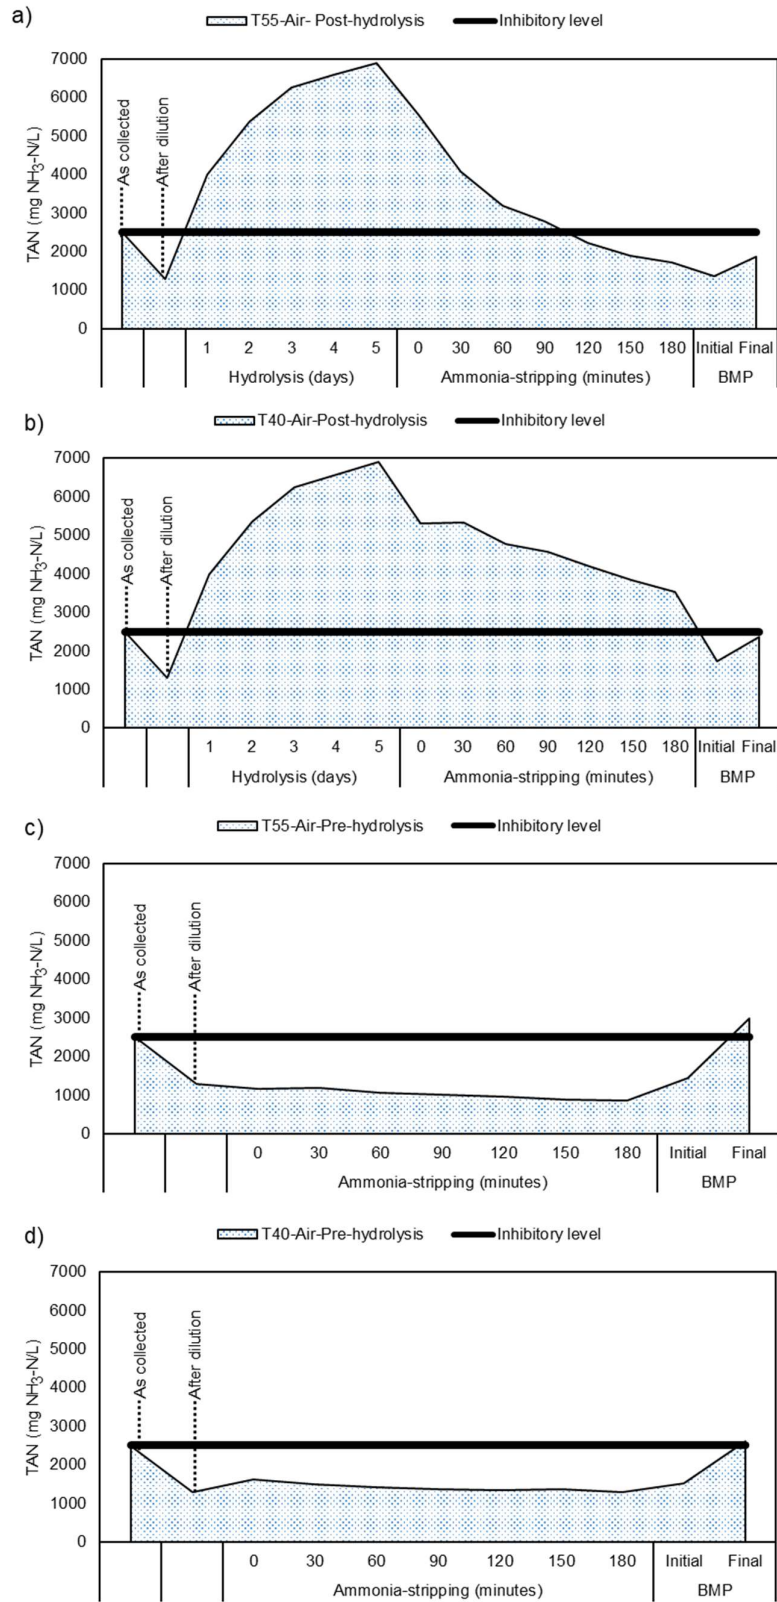 a)
T55-Air- Post-hydrolysis Inhibitory level
TAN (mg NH3-N/L)
7000
6000
5000
4000
3000
2000
1000
0
As collected
After dilution
1 2 3 4 5 0 30 60 90 120 150 180 Initial Final
Hydrolysis (days) Ammonia-stripping (minutes) BMP
b)
T40-Air-Post-hydrolysis Inhibitory level
TAN (mg NH3-N/L)
7000
6000
5000
4000
3000
2000
1000
0
As collected
After dilution
1 2 3 4 5 0 30 60 90 120 150 180 Initial Final
Hydrolysis (days) Ammonia-stripping (minutes) BMP
c)
T55-Air-Pre-hydrolysis Inhibitory level
TAN (mg NH3-N/L)
7000
6000
5000
4000
3000
2000
1000
0
As collected
After dilution
0 30 60 90 120 150 180 Initial Final
Ammonia-stripping (minutes) BMP
d)
T40-Air-Pre-hydrolysis Inhibitory level
TAN (mg NH3-N/L)
7000
6000
5000
4000
3000
2000
1000
0
As collected
After dilution
0 30 60 90 120 150 180 Initial Final
Ammonia-stripping (minutes) BMP